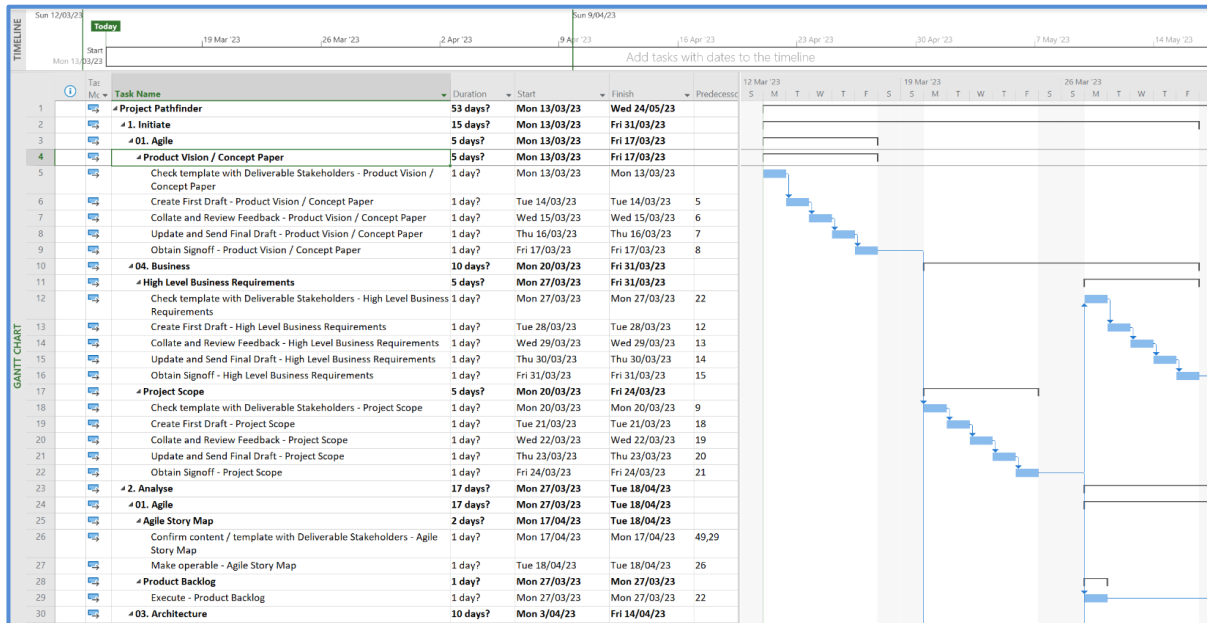 TIMELINE
Sun 12/03/23 Sun 9/04/23
Today
19 Mar '23 26 Mar '23 2 Apr '23 9 Apr '23 16 Apr '23 23 Apr '23 30 Apr '23 7 May '23 14 May '23
Start
Mon 13/03/23
Add tasks with dates to the timeline
GANTT CHART
Task Name Duration Start Finish 12 Mar '23 19 Mar '23 26 Mar '23
S M T W T F S S M T W T F S S M T W T F
1 Project Pathfinder 53 days? Mon 13/03/23 Wed 24/05/23
2 1. Initiate 15 days? Mon 13/03/23 Fri 31/03/23
3 01. Agile 5 days? Mon 13/03/23 Fri 17/03/23
4 Product Vision / Concept Paper 5 days? Mon 13/03/23 Fri 17/03/23
5 Check template with Deliverable Stakeholders - Product Vision / 1 day? Mon 13/03/23 Mon 13/03/23
Concept Paper
6 Create First Draft - Product Vision / Concept Paper 1 day? Tue 14/03/23 Tue 14/03/23 5
7 Collate and Review Feedback - Product Vision / Concept Paper 1 day? Wed 15/03/23 Wed 15/03/23 6
8 Update and Send Final Draft - Product Vision / Concept Paper 1 day? Thu 16/03/23 Thu 16/03/23 7
9 Obtain Signoff - Product Vision / Concept Paper 1 day? Fri 17/03/23 Fri 17/03/23 8
10 04. Business 10 days? Mon 20/03/23 Fri 31/03/23
11 High Level Business Requirements 5 days? Mon 27/03/23 Fri 31/03/23
12 Check template with Deliverable Stakeholders - High Level Business 1 day? Mon 27/03/23 Mon 27/03/23 22
Requirements
13 Create First Draft - High Level Business Requirements 1 day? Tue 28/03/23 Tue 28/03/23 12
14 Collate and Review Feedback - High Level Business Requirements 1 day? Wed 29/03/23 Wed 29/03/23 13
15 Update and Send Final Draft - High Level Business Requirements 1 day? Thu 30/03/23 Thu 30/03/23 14
16 Obtain Signoff - High Level Business Requirements 1 day? Fri 31/03/23 Fri 31/03/23 15
17 Project Scope 5 days? Mon 20/03/23 Fri 24/03/23
18 Check template with Deliverable Stakeholders - Project Scope 1 day? Mon 20/03/23 Mon 20/03/23 9
19 Create First Draft - Project Scope 1 day? Tue 21/03/23 Tue 21/03/23 18
20 Collate and Review Feedback - Project Scope 1 day? Wed 22/03/23 Wed 22/03/23 19
21 Update and Send Final Draft - Project Scope 1 day? Thu 23/03/23 Thu 23/03/23 20
22 Obtain Signoff - Project Scope 1 day? Fri 24/03/23 Fri 24/03/23 21
23 2. Analyse 17 days? Mon 27/03/23 Tue 18/04/23
24 01. Agile 17 days? Mon 27/03/23 Tue 18/04/23
25 Agile Story Map 2 days? Mon 17/04/23 Tue 18/04/23
26 Confirm content / template with Deliverable Stakeholders - Agile 1 day? Mon 17/04/23 Mon 17/04/23 49,29
Story Map
27 Make operable - Agile Story Map 1 day? Tue 18/04/23 Tue 18/04/23 26
28 Product Backlog 1 day? Mon 27/03/23 Mon 27/03/23
29 Execute - Product Backlog 1 day? Mon 27/03/23 Mon 27/03/23 22
30 03. Architecture 10 days? Mon 3/04/23 Fri 14/04/23